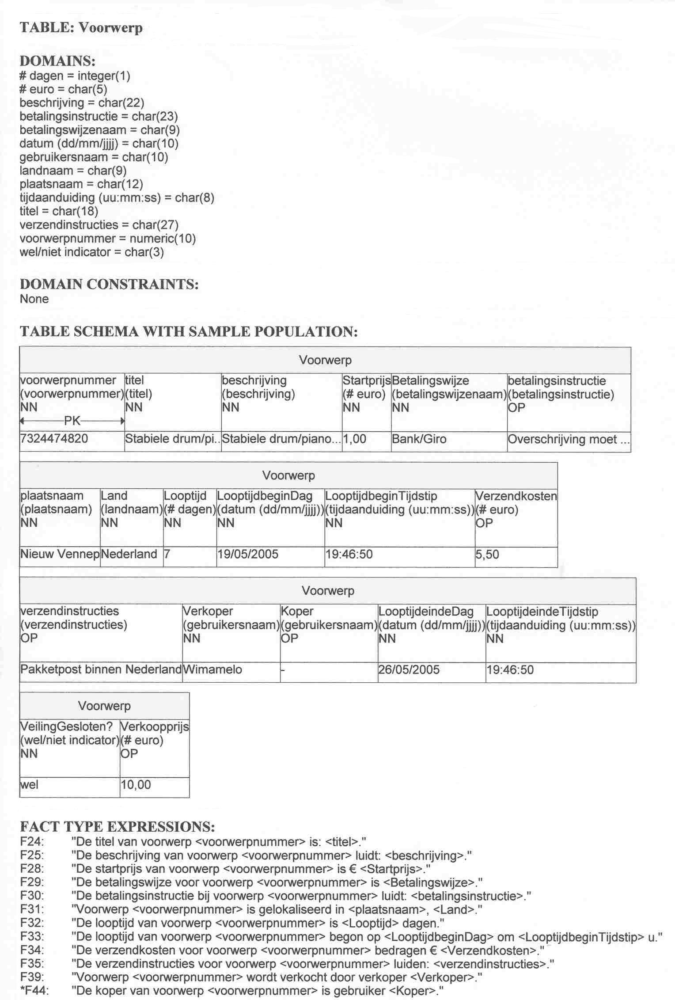 TABLE: Voorwerp
DOMAINS:
# dagen = integer(1)
# euro = char(5)
beschrijving = char(22)
betalingsinstructie = char(23)
betalingswijzenaam = char(9)
datum (dd/mm/jjjj) = char(10)
gebruikersnaam = char(10)
landnaam = char(9)
plaatsnaam = char(12)
tijdaanduiding (uu:mm:ss) = char(8)
titel = char(18)
verzendinstructies = char(27)
voorwerpnummer = numeric(10)
wel/niet indicator = char(3)
DOMAIN CONSTRAINTS:
None
TABLE SCHEMA WITH SAMPLE POPULATION:
Voorwerp
voorwerpnummer titel beschrijving Startprijs Betalingswijze betalingsinstructie
(voorwerpnummer) (titel) (beschrijving) (# euro) (betalingswijzenaam) (betalingsinstructie)
NN NN NN NN NN OP
PK
7324474820 Stabiele drum/pi.. Stabiele drum/piano... 1,00 Bank/Giro Overschrijving moet ...
Voorwerp
plaatsnaam Land Looptijd LooptijdbeginDag LooptijdbeginTijdstip Verzendkosten
(plaatsnaam) (landnaam) (# dagen) (datum (dd/mm/jjjj)) (tijdaanduiding (uu:mm:ss)) (# euro)
NN NN NN NN NN OP
Nieuw Vennep Nederland 7 19/05/2005 19:46:50 5,50
Voorwerp
verzendinstructies Verkoper Koper LooptijdeindeDag LooptijdeindeTijdstip
(verzendinstructies) (gebruikersnaam) (gebruikersnaam) (datum (dd/mm/jjjj)) (tijdaanduiding (uu:mm:ss))
OP NN OP NN NN
Pakketpost binnen Nederland Wimamelo - 26/05/2005 19:46:50
Voorwerp
VeilingGesloten? Verkoopprijs
(wel/niet indicator) (# euro)
NN OP
wel 10,00
FACT TYPE EXPRESSIONS:
F24: "De titel van voorwerp <voorwerpnummer> is: <titel>."
F25: "De beschrijving van voorwerp <voorwerpnummer> luidt: <beschrijving>."
F28: "De startprijs van voorwerp <voorwerpnummer> is € <Startprijs>."
F29: "De betalingswijze voor voorwerp <voorwerpnummer> is <Betalingswijze>."
F30: "De betalingsinstructie bij voorwerp <voorwerpnummer> luidt: <betalingsinstructie>."
F31: "Voorwerp <voorwerpnummer> is gelokaliseerd in <plaatsnaam>, <Land>."
F32: "De looptijd van voorwerp <voorwerpnummer> is <Looptijd> dagen."
F33: "De looptijd van voorwerp <voorwerpnummer> begon op <LooptijdbeginDag> om <LooptijdbeginTijdstip> u."
F34: "De verzendkosten voor voorwerp <voorwerpnummer> bedragen € <Verzendkosten>."
F35: "De verzendinstructies voor voorwerp <voorwerpnummer> luiden: <verzendinstructies>."
F39: "Voorwerp <voorwerpnummer> wordt verkocht door verkoper <Verkoper>."
*F44: "De koper van voorwerp <voorwerpnummer> is gebruiker <Koper>."